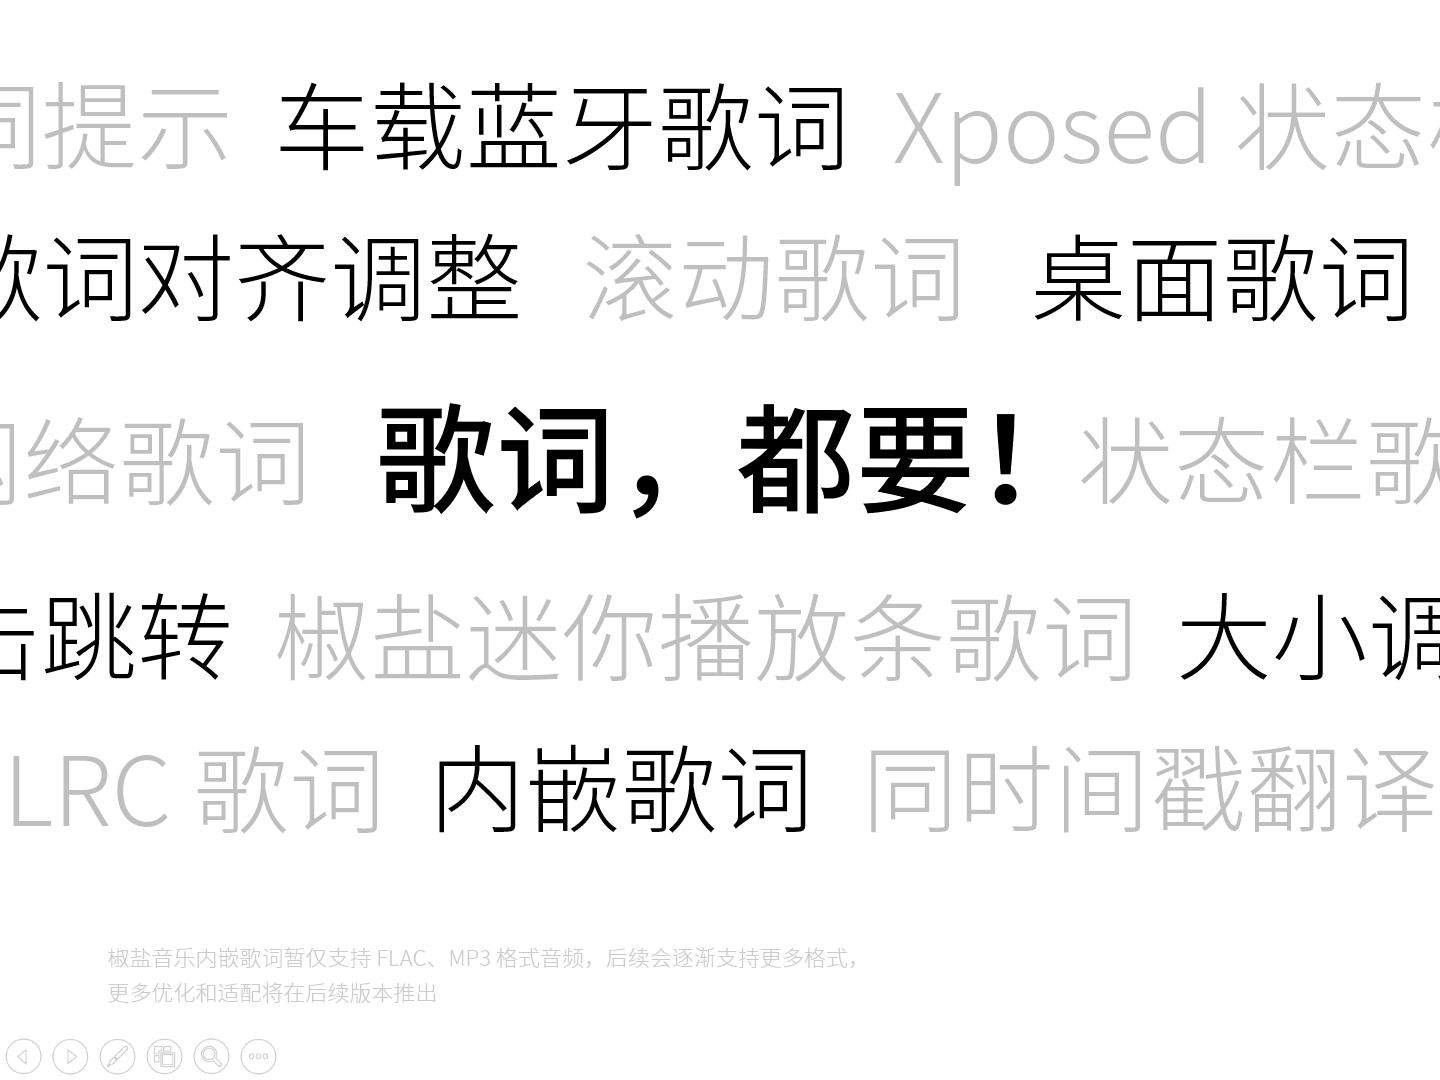 词提示 车载蓝牙歌词 Xposed 状态栏
歌词对齐调整 滚动歌词 桌面歌词
网络歌词 歌词，都要！ 状态栏歌
击跳转 椒盐迷你播放条歌词 大小调
LRC 歌词 内嵌歌词 同时间戳翻译
椒盐音乐内嵌歌词暂仅支持 FLAC、MP3 格式音频，后续会逐渐支持更多格式，
更多优化和适配将在后续版本推出